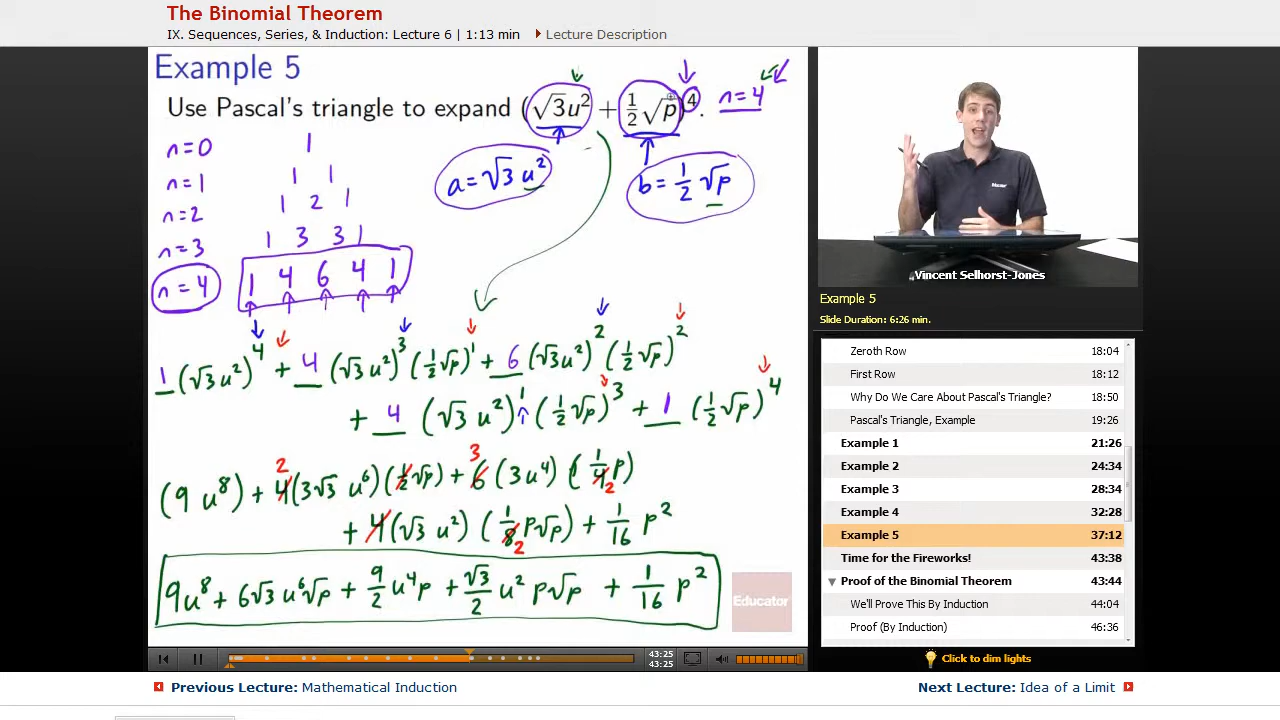 The Binomial Theorem
IX. Sequences, Series, & Induction: Lecture 6 | 1:13 min Lecture Description
Example 5
Use Pascal's triangle to expand (√3u² + ½√p)⁴. n=4
n=0 1
n=1 1 1
n=2 1 2 1
n=3 1 3 3 1
n=4 1 4 6 4 1
a=√3 u² b=½√p
1(√3u²)⁴ + 4(√3u²)³(½√p)¹ + 6(√3u²)²(½√p)²
+ 4(√3u²)¹(½√p)³ + 1(½√p)⁴
(9u⁸) + 4(3√3 u⁶)(½√p) + 6(3u⁴)(¼p)
2 3 2
+ 4(√3u²)(⅛p√p) + 1/16 p²
2
9u⁸ + 6√3u⁶√p + 9/2 u⁴p + √3/2 u²p√p + 1/16 p²
Educator
Vincent Selhorst-Jones
Example 5
Slide Duration: 6:26 min.
Zeroth Row 18:04
First Row 18:12
Why Do We Care About Pascal's Triangle? 18:50
Pascal's Triangle, Example 19:26
Example 1 21:26
Example 2 24:34
Example 3 28:34
Example 4 32:28
Example 5 37:12
Time for the Fireworks! 43:38
Proof of the Binomial Theorem 43:44
We'll Prove This By Induction 44:04
Proof (By Induction) 46:36
43:25
43:25
Click to dim lights
Previous Lecture: Mathematical Induction
Next Lecture: Idea of a Limit